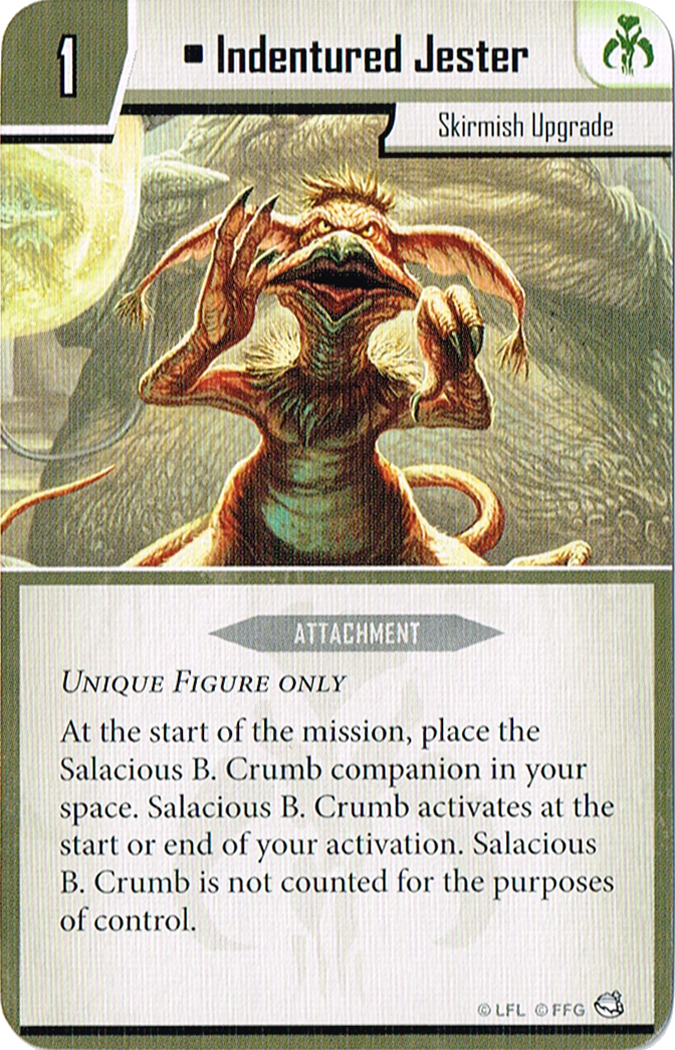 1
▪ Indentured Jester
Skirmish Upgrade
ATTACHMENT
UNIQUE FIGURE ONLY
At the start of the mission, place the
Salacious B. Crumb companion in your
space. Salacious B. Crumb activates at the
start or end of your activation. Salacious
B. Crumb is not counted for the purposes
of control.
© LFL © FFG